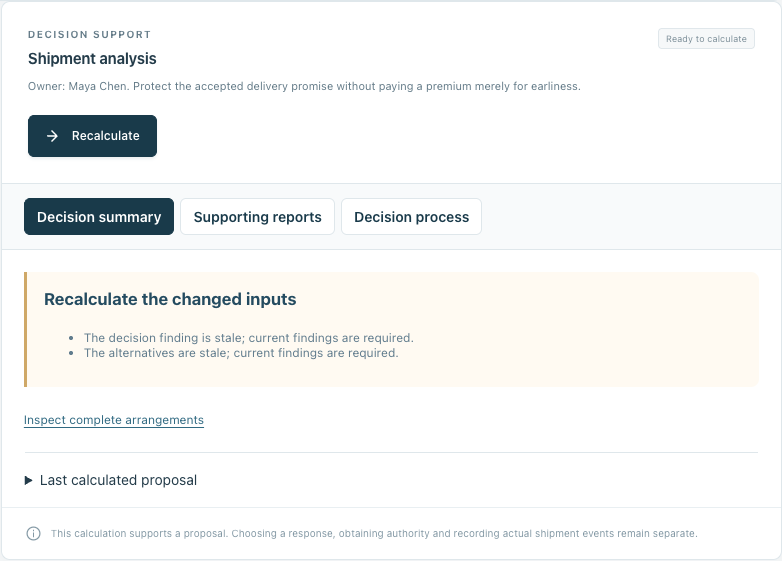 DECISION SUPPORT
Ready to calculate
Shipment analysis
Owner: Maya Chen. Protect the accepted delivery promise without paying a premium merely for earliness.
Recalculate
Decision summary
Supporting reports
Decision process
Recalculate the changed inputs
The decision finding is stale; current findings are required.
The alternatives are stale; current findings are required.
Inspect complete arrangements
Last calculated proposal
This calculation supports a proposal. Choosing a response, obtaining authority and recording actual shipment events remain separate.